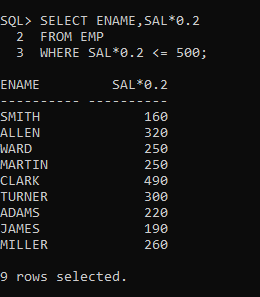 SQL> SELECT ENAME,SAL*0.2
  2  FROM EMP
  3  WHERE SAL*0.2 <= 500;

ENAME         SAL*0.2
---------- ----------
SMITH             160
ALLEN             320
WARD              250
MARTIN            250
CLARK             490
TURNER            300
ADAMS             220
JAMES             190
MILLER            260

9 rows selected.